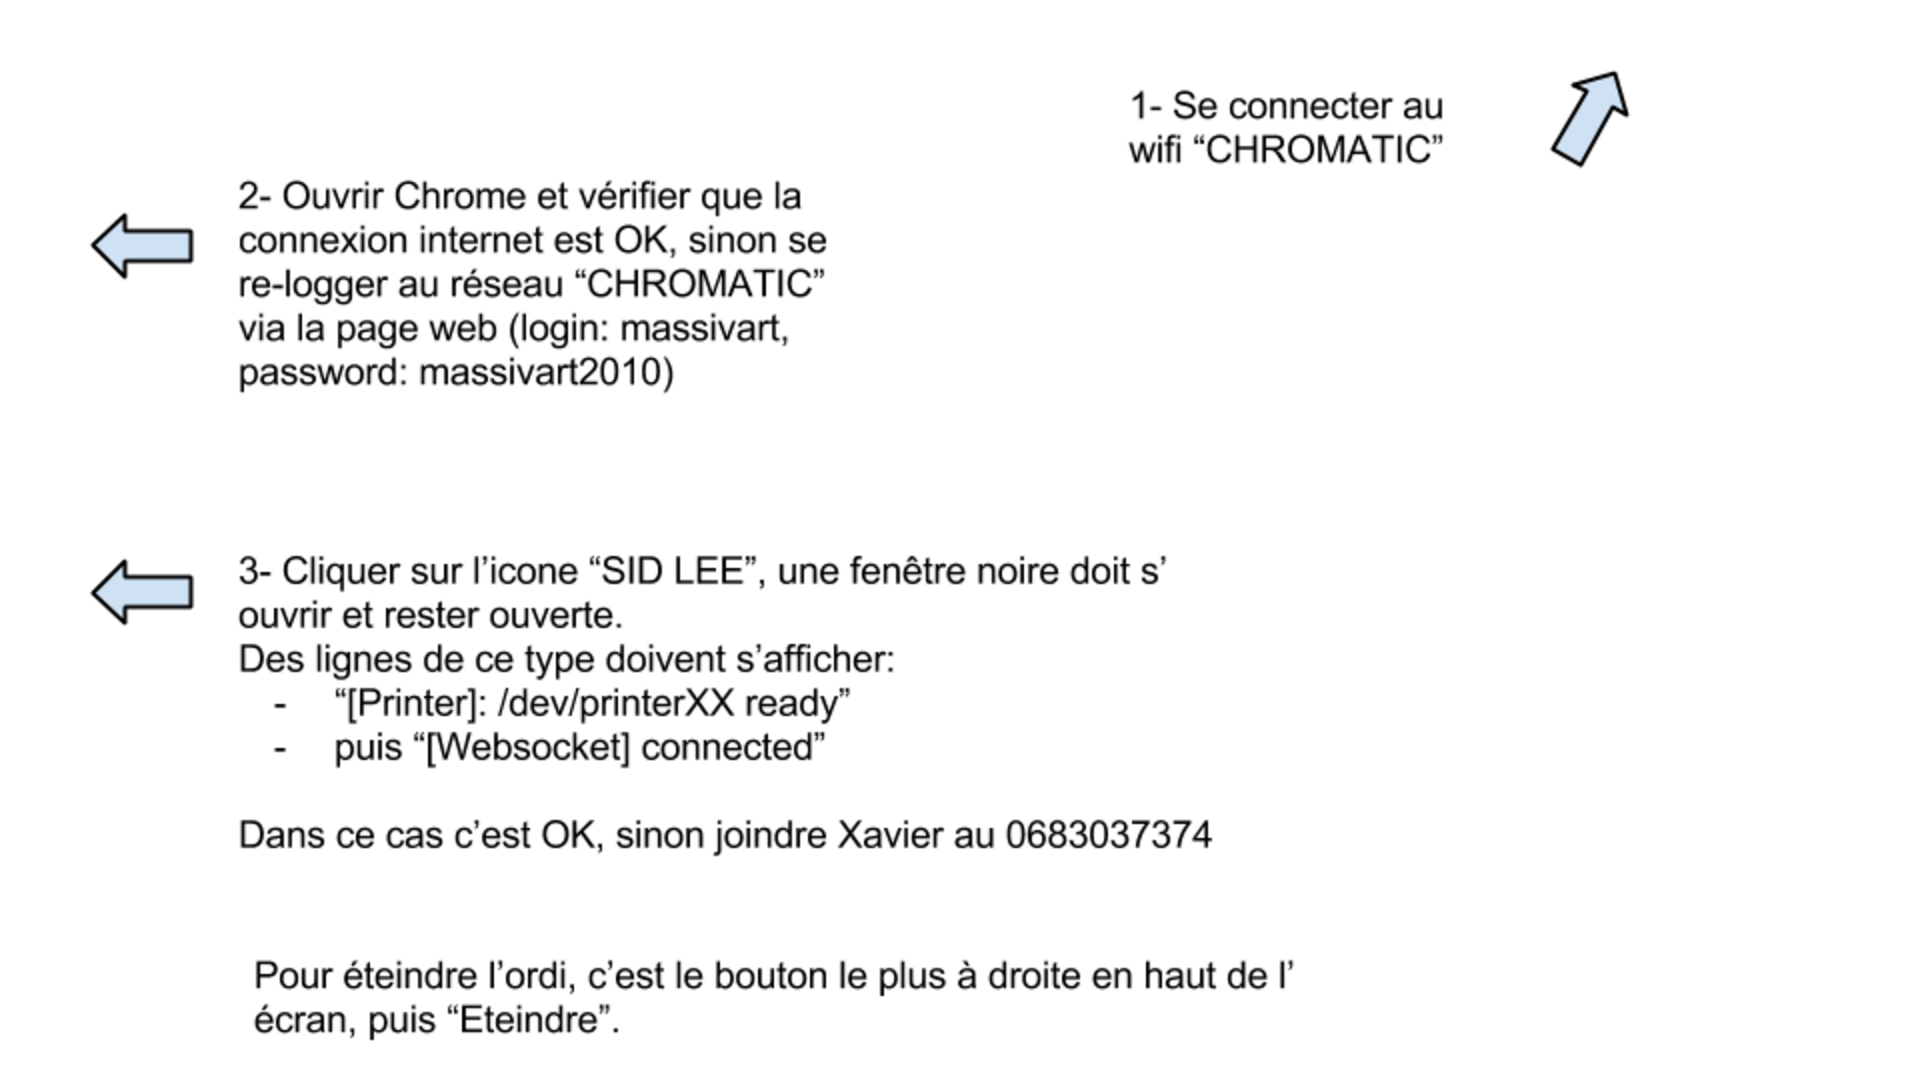 1- Se connecter au
wifi “CHROMATIC”
2- Ouvrir Chrome et vérifier que la
connexion internet est OK, sinon se
re-logger au réseau “CHROMATIC”
via la page web (login: massivart,
password: massivart2010)
3- Cliquer sur l’icone “SID LEE”, une fenêtre noire doit s’
ouvrir et rester ouverte.
Des lignes de ce type doivent s’afficher:
- “[Printer]: /dev/printerXX ready”
- puis “[Websocket] connected”
Dans ce cas c’est OK, sinon joindre Xavier au 0683037374
Pour éteindre l’ordi, c’est le bouton le plus à droite en haut de l’
écran, puis “Eteindre”.